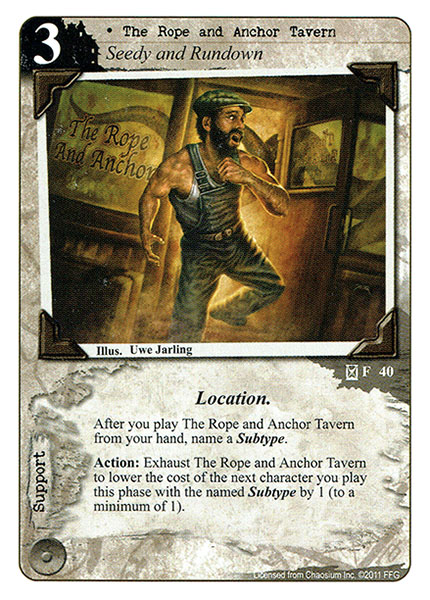 3
• The Rope and Anchor Tavern
Seedy and Rundown
The Rope
And Anchor
Illus. Uwe Jarling
F 40
Location.
After you play The Rope and Anchor Tavern
from your hand, name a Subtype.
Action: Exhaust The Rope and Anchor Tavern
to lower the cost of the next character you play
this phase with the named Subtype by 1 (to a
minimum of 1).
Support
Licensed from Chaosium Inc. ©2011 FFG